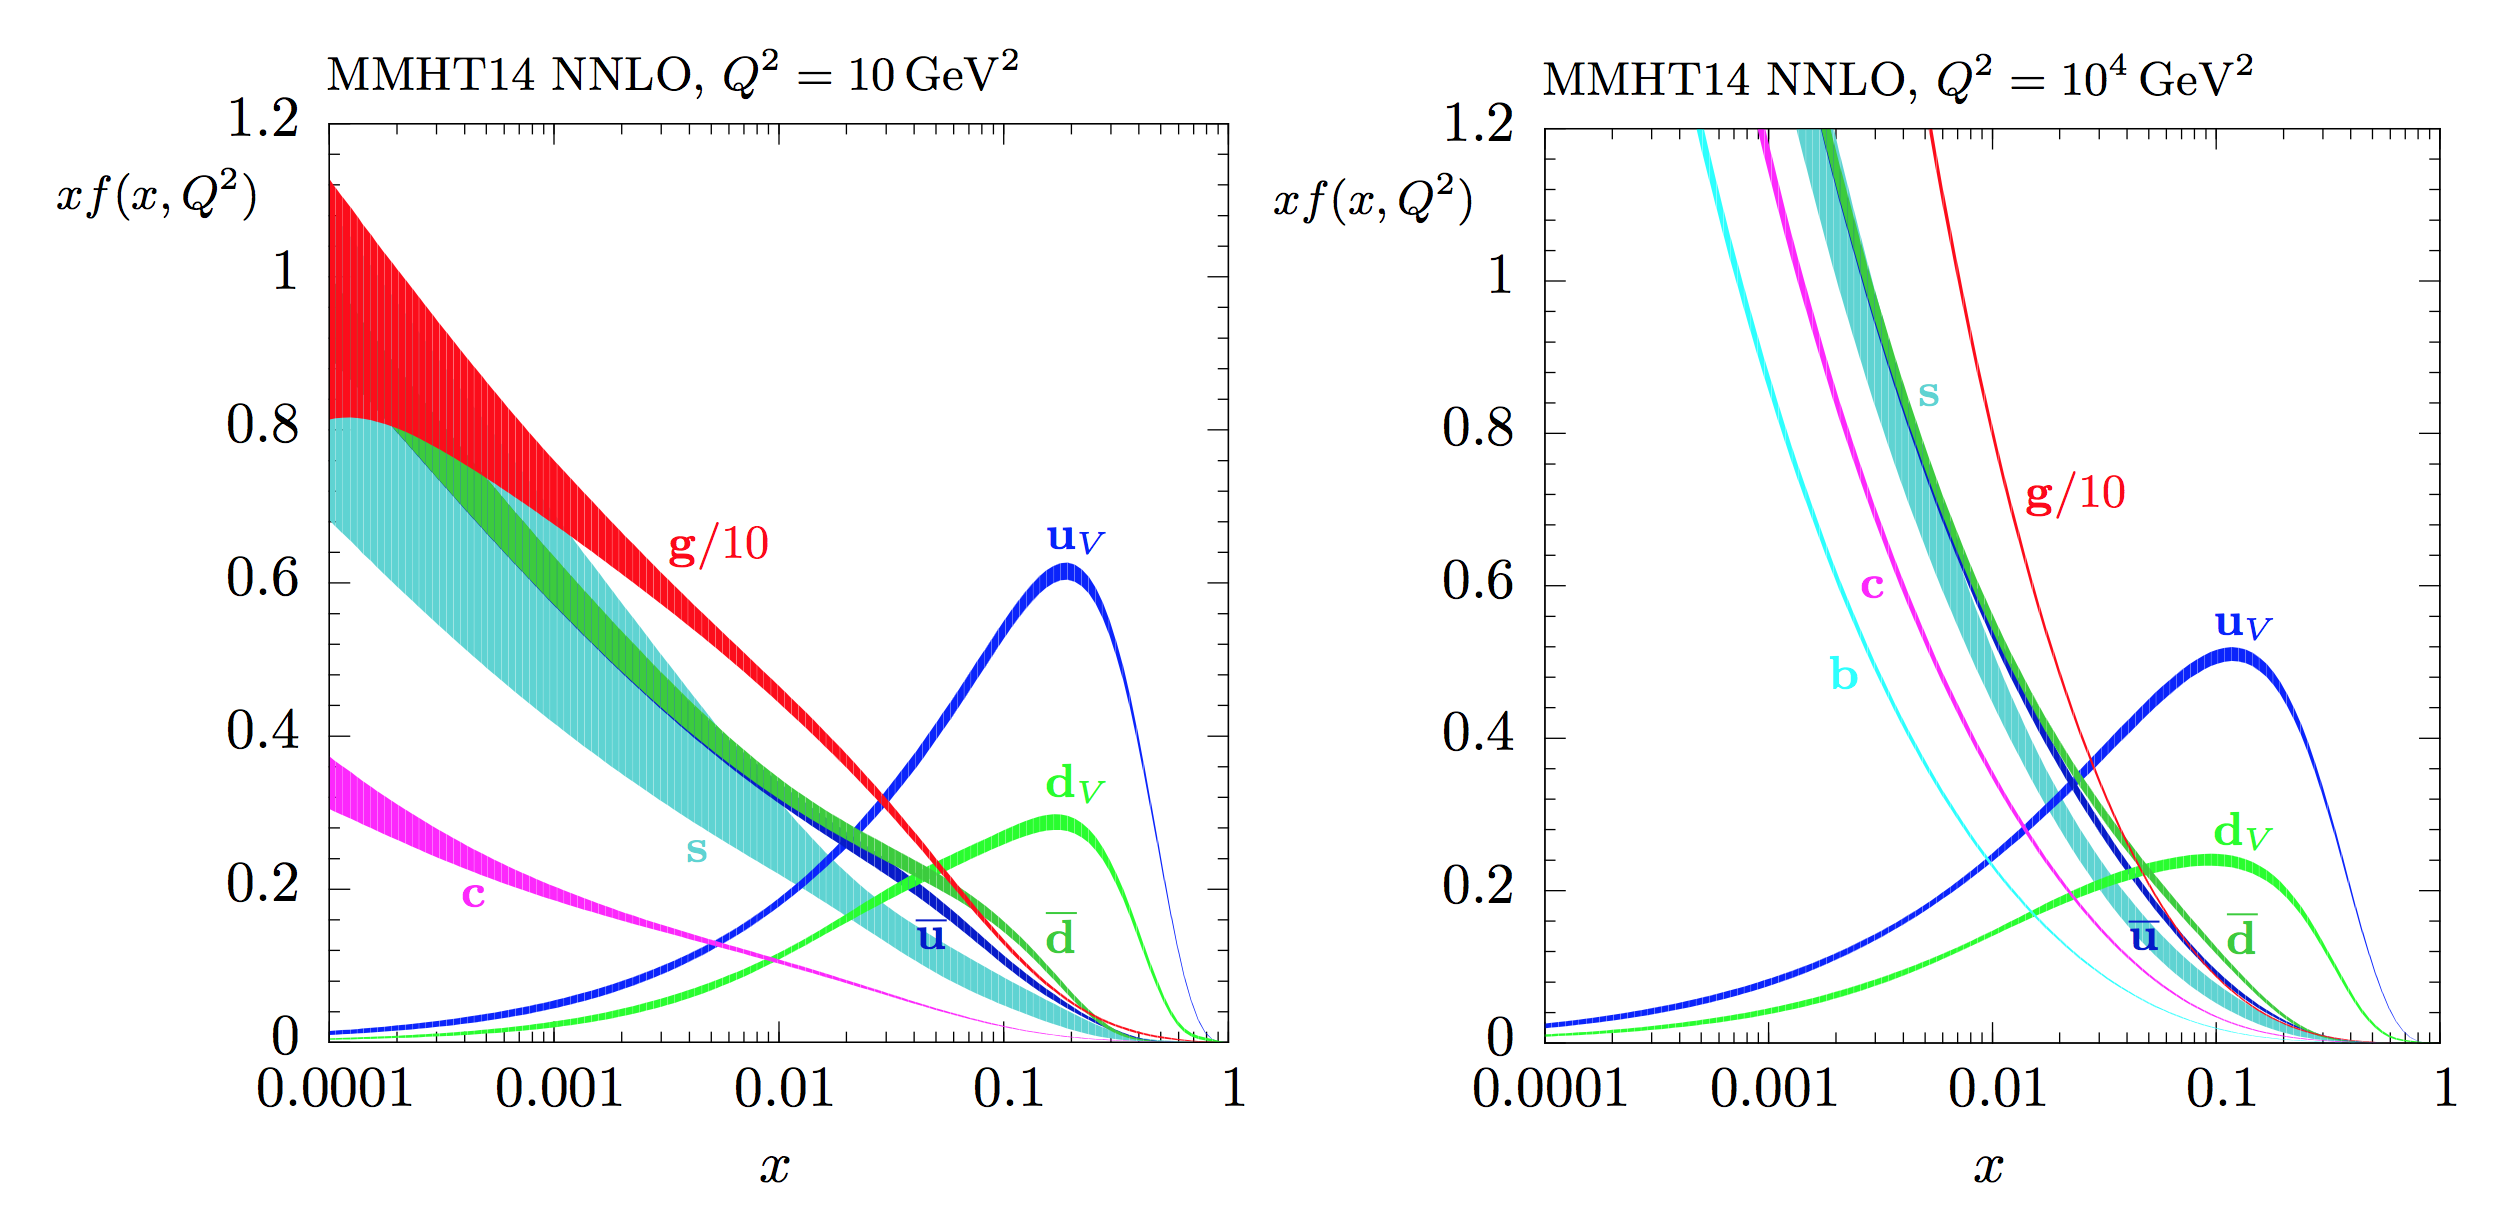 MMHT14 NNLO, Q² = 10 GeV²
xf(x, Q²)
1.2
1
0.8
0.6
0.4
0.2
0
g/10
u_V
d_V
s
c
u̅
d̅
0.0001 0.001 0.01 0.1 1
x
MMHT14 NNLO, Q² = 10⁴ GeV²
xf(x, Q²)
1.2
1
0.8
0.6
0.4
0.2
0
s
g/10
c
u_V
b
d_V
u̅
d̅
0.0001 0.001 0.01 0.1 1
x